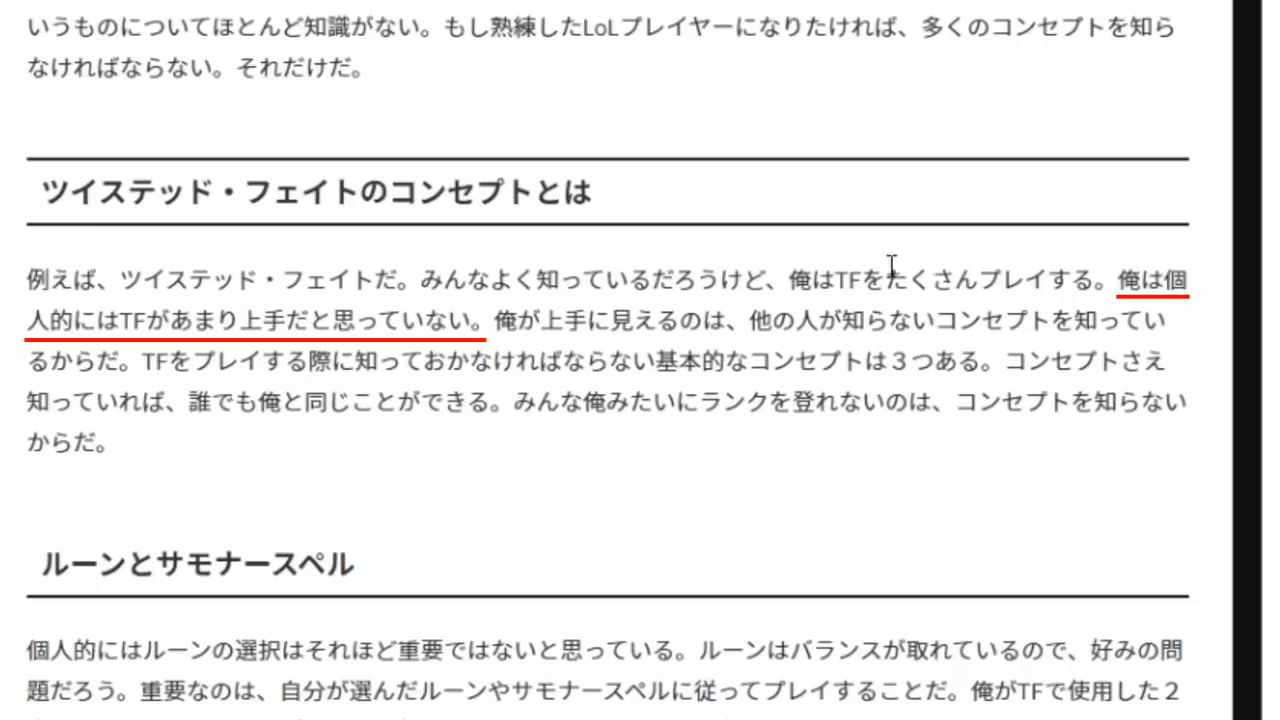 いうものについてほとんど知識がない。もし熟練したLoLプレイヤーになりたければ、多くのコンセプトを知ら
なければならない。それだけだ。
ツイステッド・フェイトのコンセプトとは
例えば、ツイステッド・フェイトだ。みんなよく知っているだろうけど、俺はTFをたくさんプレイする。俺は個
人的にはTFがあまり上手だと思っていない。俺が上手に見えるのは、他の人が知らないコンセプトを知ってい
るからだ。TFをプレイする際に知っておかなければならない基本的なコンセプトは３つある。コンセプトさえ
知っていれば、誰でも俺と同じことができる。みんな俺みたいにランクを登れないのは、コンセプトを知らない
からだ。
ルーンとサモナースペル
個人的にはルーンの選択はそれほど重要ではないと思っている。ルーンはバランスが取れているので、好みの問
題だろう。重要なのは、自分が選んだルーンやサモナースペルに従ってプレイすることだ。俺がTFで使用した２